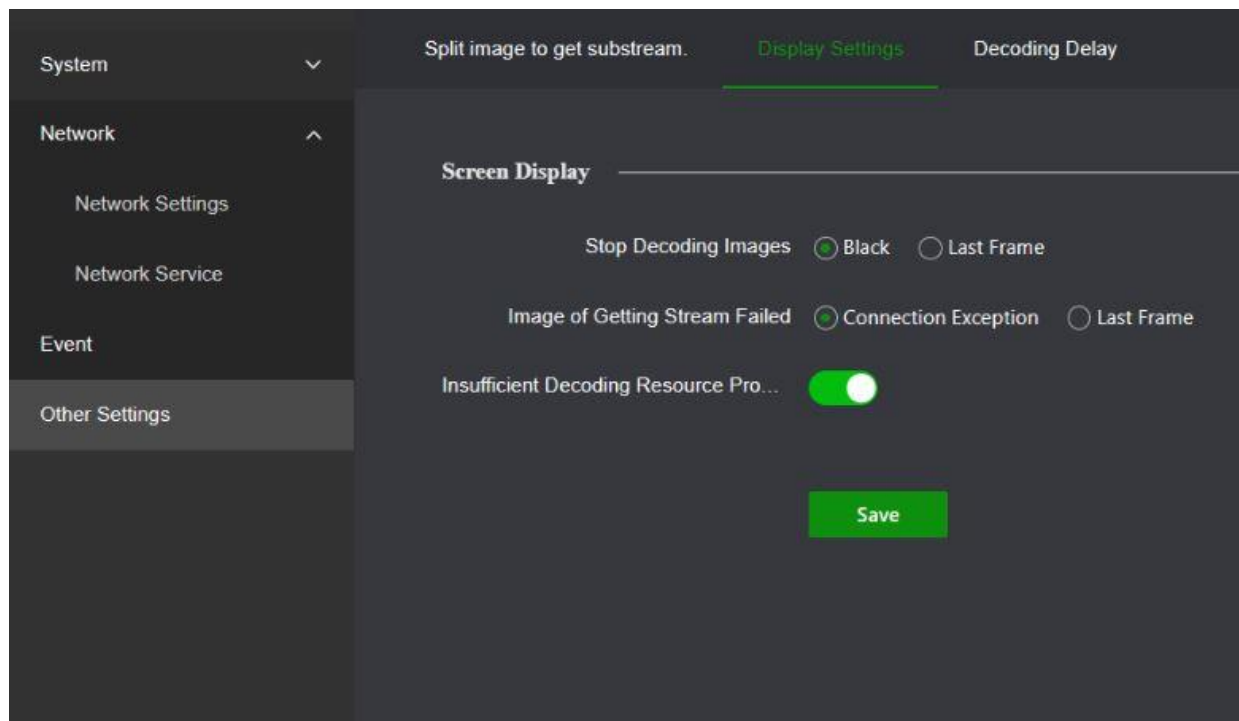 System
Network
Network Settings
Network Service
Event
Other Settings
Split image to get substream. Display Settings Decoding Delay
Screen Display
Stop Decoding Images Black Last Frame
Image of Getting Stream Failed Connection Exception Last Frame
Insufficient Decoding Resource Pro...
Save